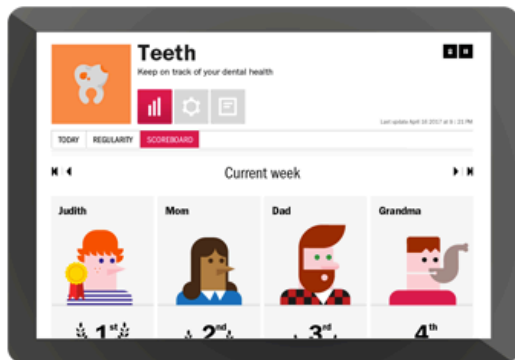 Teeth
Keep on track of your dental health
Last update April 16 2017 at 8 : 21 PM
TODAY REGULARITY SCOREBOARD
Current week
Judith Mom Dad Grandma
1st 2nd 3rd 4th